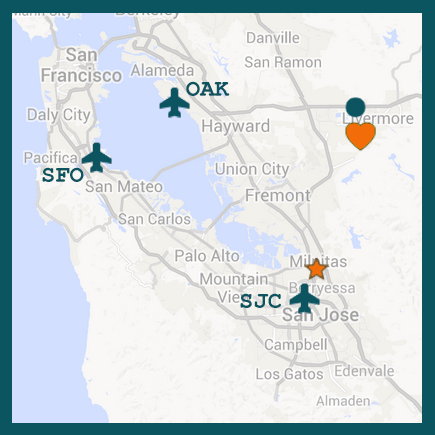 Berkeley
Danville
San
Francisco
Alameda
San Ramon
OAK
Daly City
Hayward
Livermore
Pacifica
SFO
San Mateo
Union City
Fremont
San Carlos
Palo Alto
Milpitas
Mountain
View
Berryessa
SJC
San Jose
Campbell
Los Gatos
Edenvale
Almaden